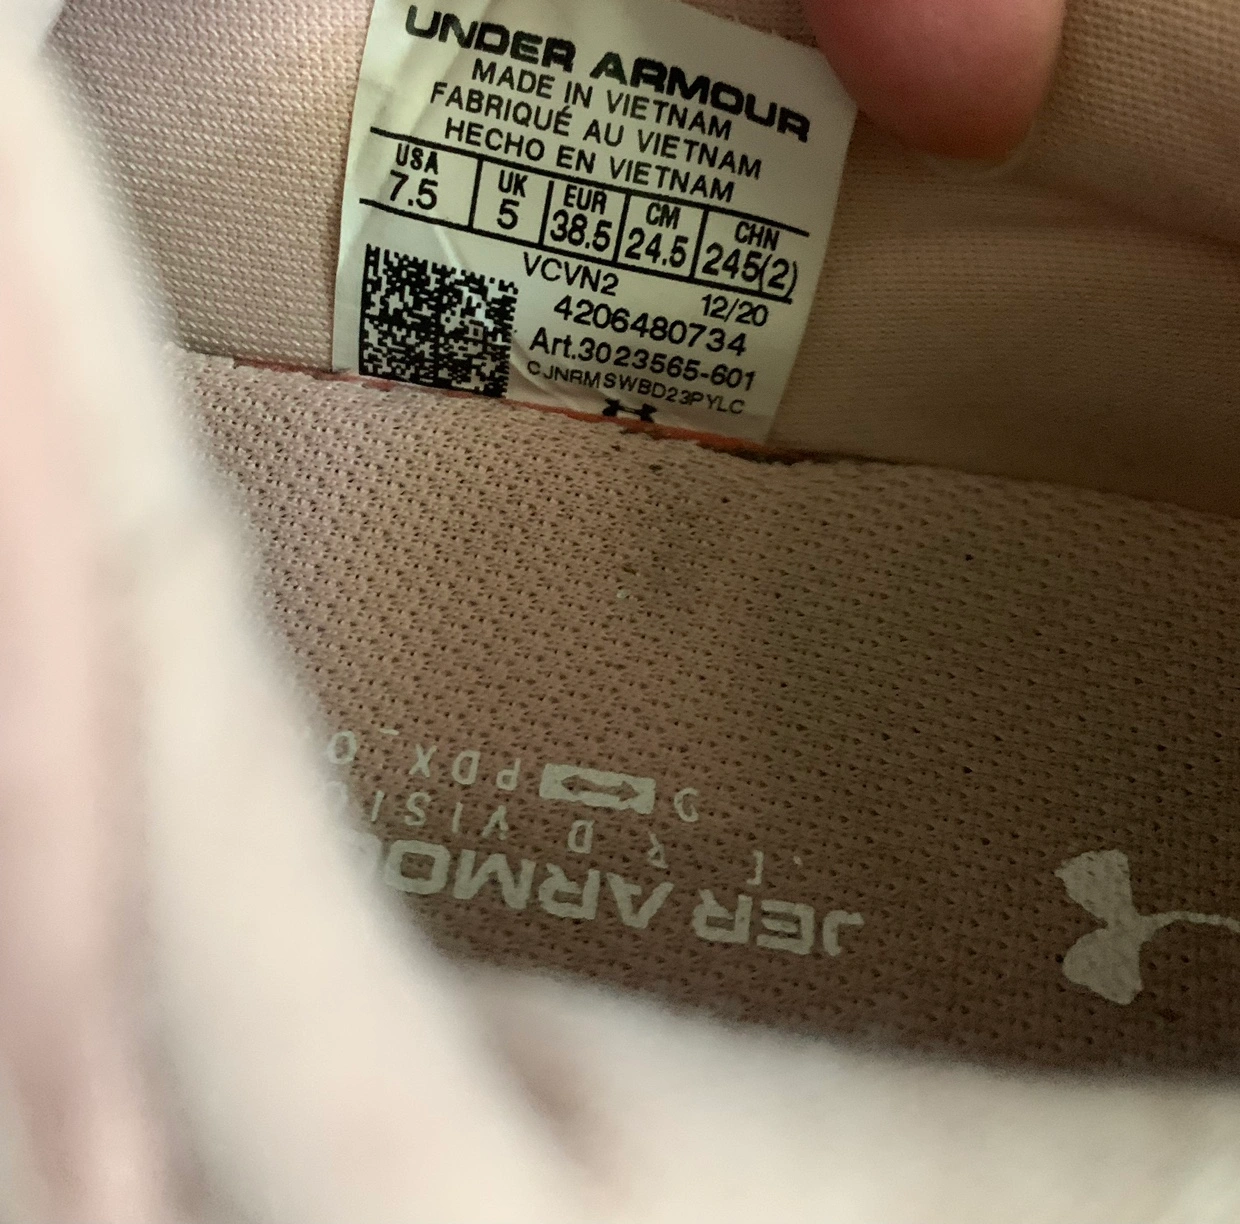 UNDER ARMOUR
MADE IN VIETNAM
FABRIQUÉ AU VIETNAM
HECHO EN VIETNAM
USA UK EUR CM CHN
7.5 5 38.5 24.5 245(2)
VCVN2 12/20
4206480734
Art.3023565-601
CJNRMSWBD23PYLC
PDX